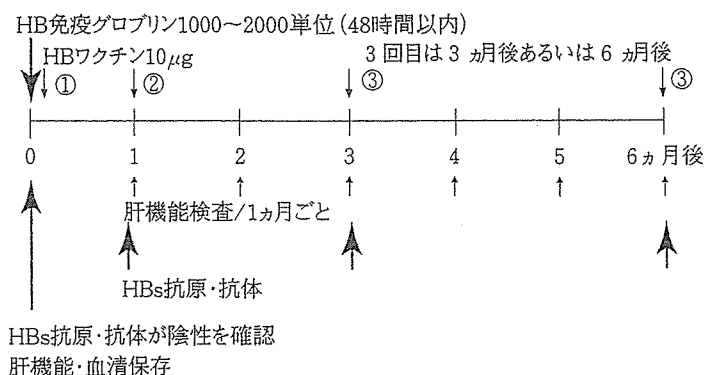 HB免疫グロブリン1000～2000単位(48時間以内)
HBワクチン10μg
3回目は3ヵ月後あるいは6ヵ月後
① ② ③ ③
0 1 2 3 4 5 6ヵ月後
肝機能検査/1ヵ月ごと
HBs抗原·抗体
HBs抗原·抗体が陰性を確認
肝機能·血清保存